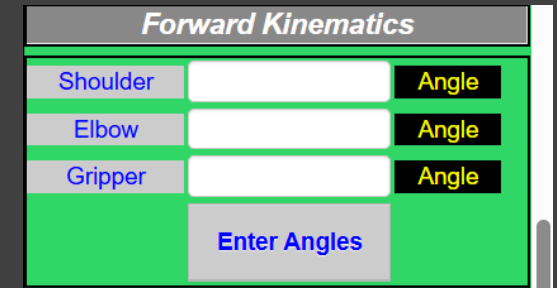 Forward Kinematics
Shoulder Angle
Elbow Angle
Gripper Angle
Enter Angles